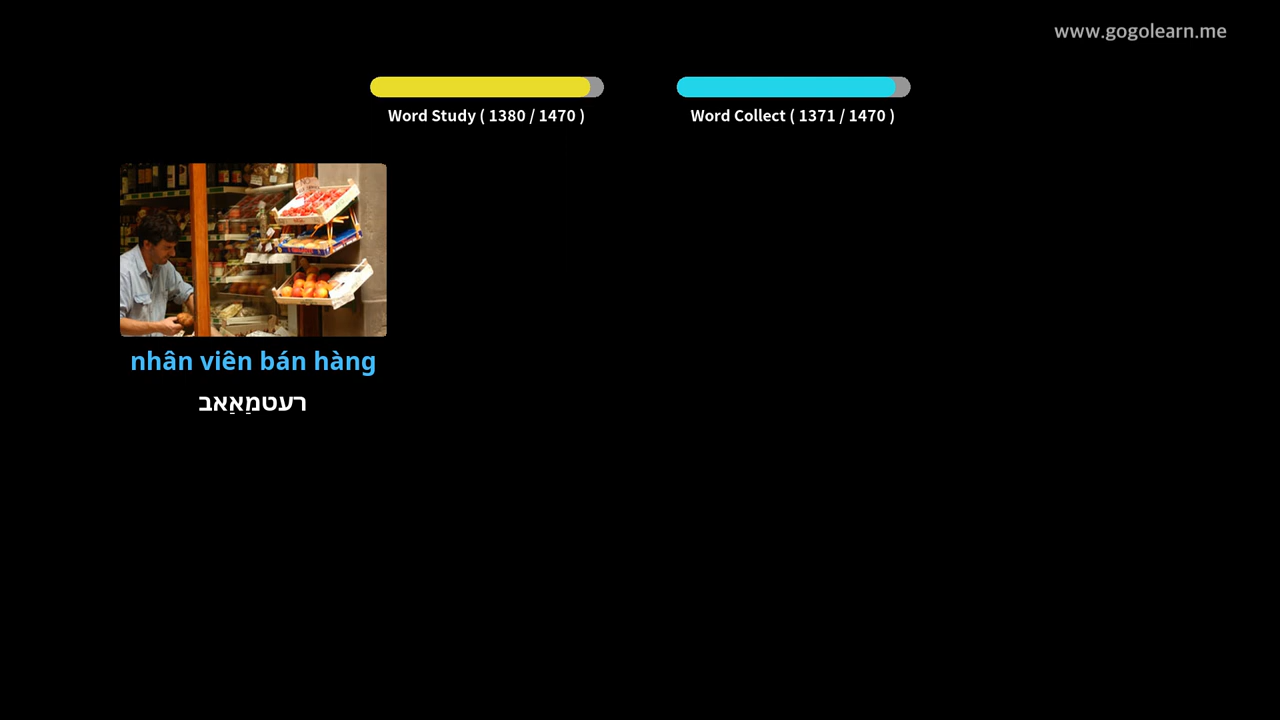 www.gogolearn.me
Word Study ( 1380 / 1470 )
Word Collect ( 1371 / 1470 )
nhân viên bán hàng
רעטמַאַאב